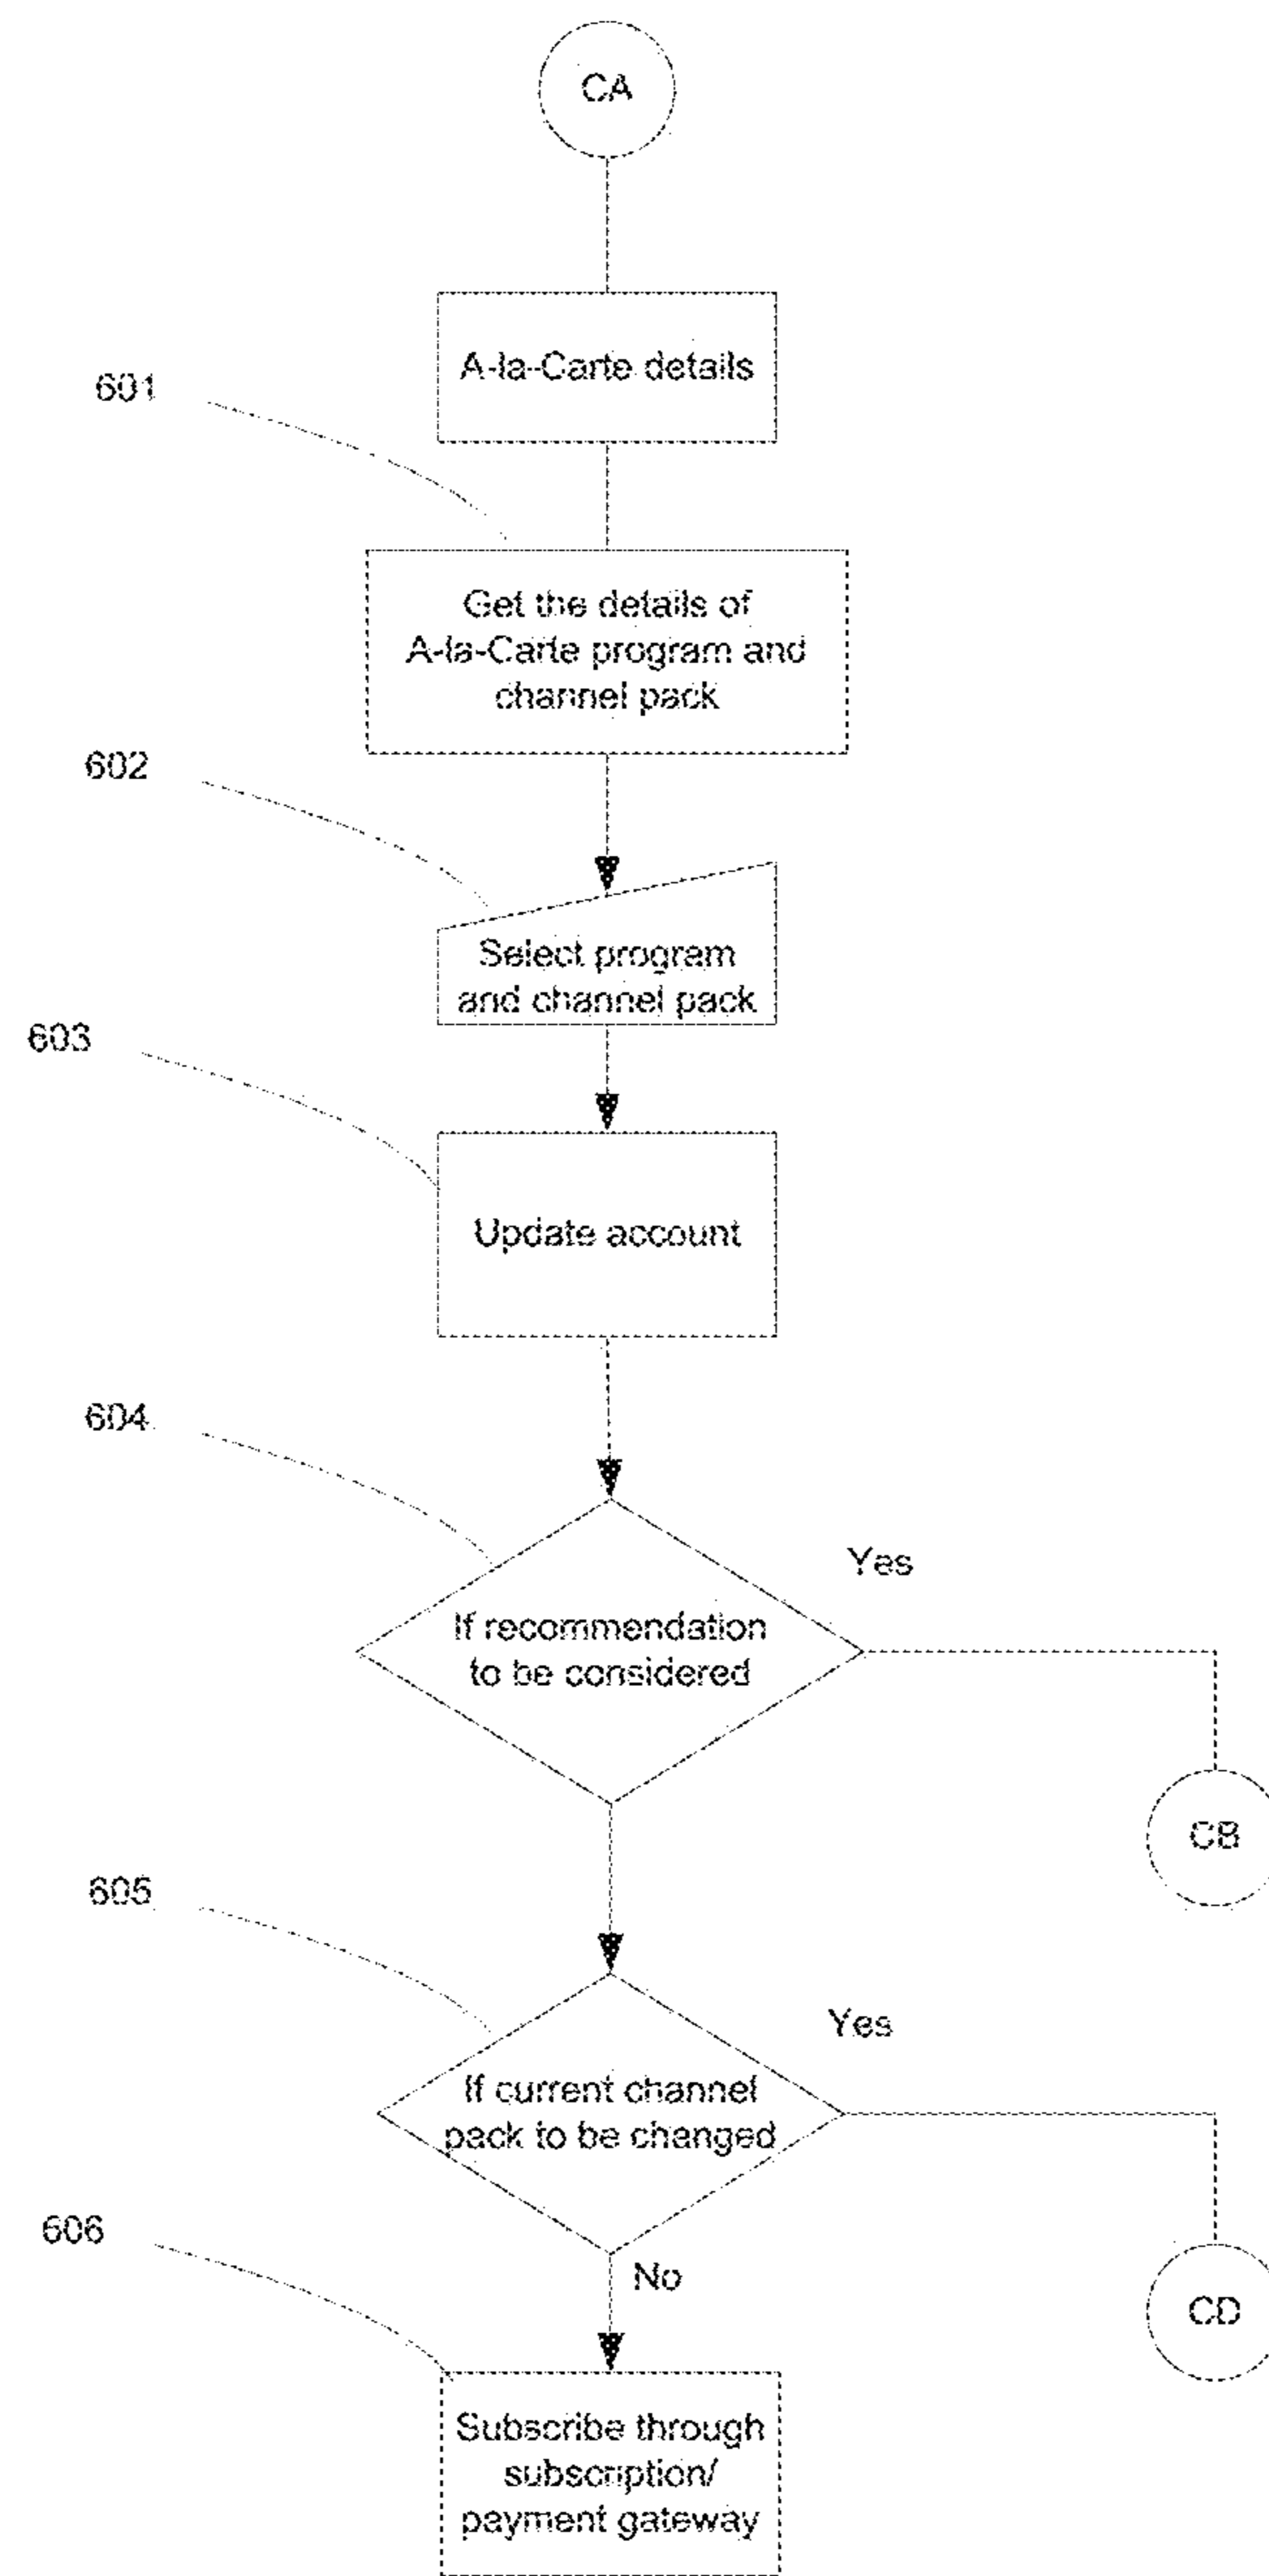 CA
A-la-Carte details
601
Get the details of
A-la-Carte program and
channel pack
602
Select program
and channel pack
603
Update account
604
Yes
If recommendation
to be considered
CB
605
Yes
If current channel
pack to be changed
606
No
CD
Subscribe through
subscription/
payment gateway